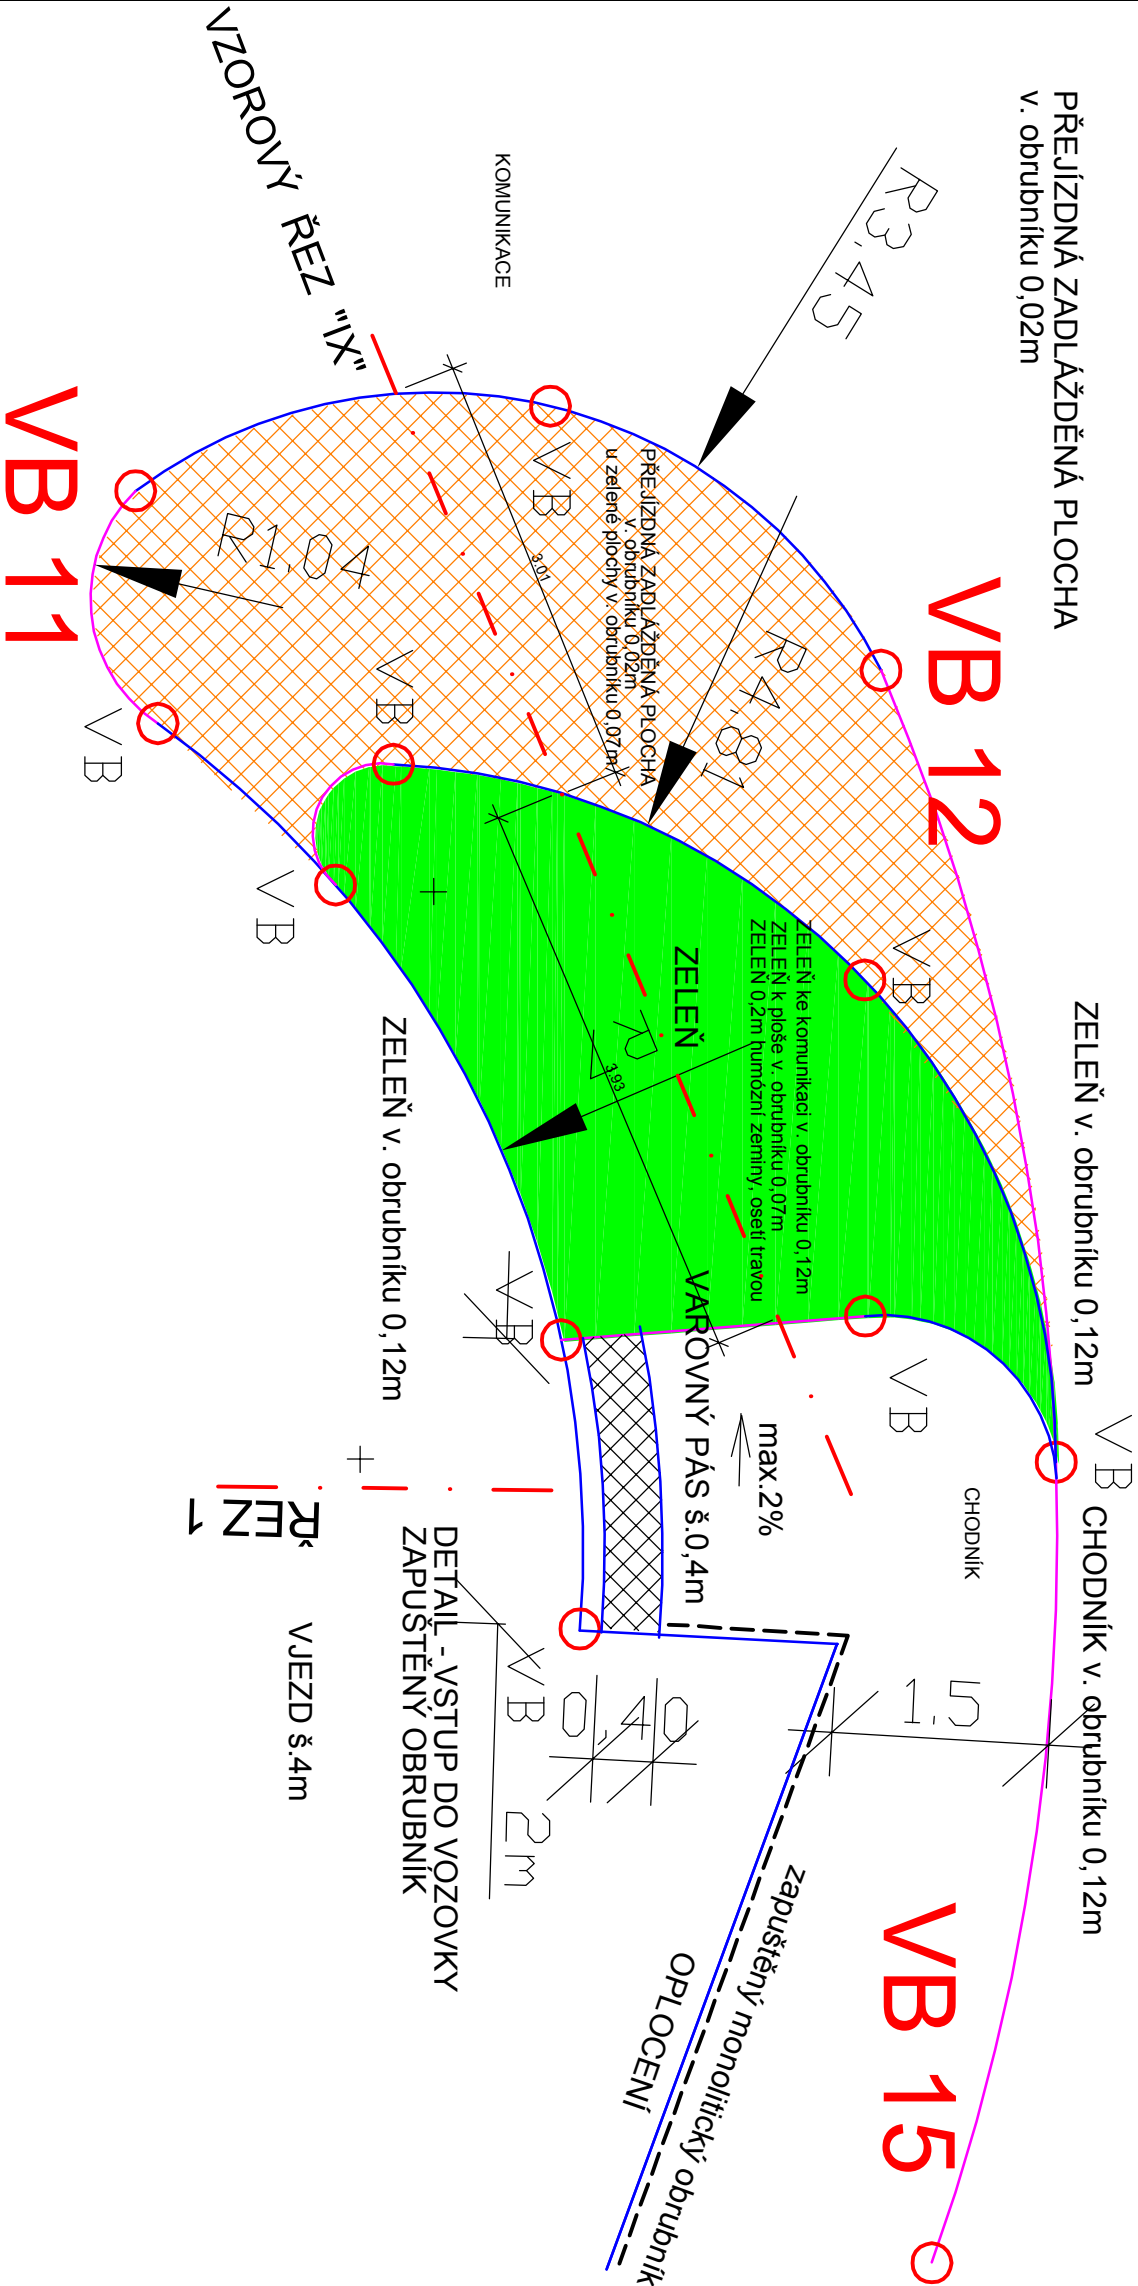 PŘEJÍZDNÁ ZADLÁŽDĚNÁ PLOCHA
v. obrubníku 0,02m
VZOROVÝ ŘEZ "IX"
KOMUNIKACE
R3,45
VB 11
VB 12
R1,04
VB
PŘEJÍZDNÁ ZADLÁŽDĚNÁ PLOCHA
v. obrubníku 0,02m
u zelené plochy v. obrubníku 0,07m
3.01
R4,81
VB
VB
VB
VB
ZELEŇ
ZELEŇ ke komunikaci v. obrubníku 0,12m
ZELEŇ k ploše v. obrubníku 0,07m
ZELEŇ 0,2m humózní zeminy, osetí travou
R
3.93
ZELEŇ v. obrubníku 0,12m
ZELEŇ v. obrubníku 0,12m
VB
VB
VB
VAROVNÝ PÁS š.0,4m
max.2%
CHODNÍK
CHODNÍK v. obrubníku 0,12m
ŘEZ 1
DETAIL - VSTUP DO VOZOVKY
ZAPUŠTĚNÝ OBRUBNÍK
VJEZD š.4m
VB
0,40
1,5
2m
zapuštěný monolitický obrubník
OPLOCENÍ
VB 15